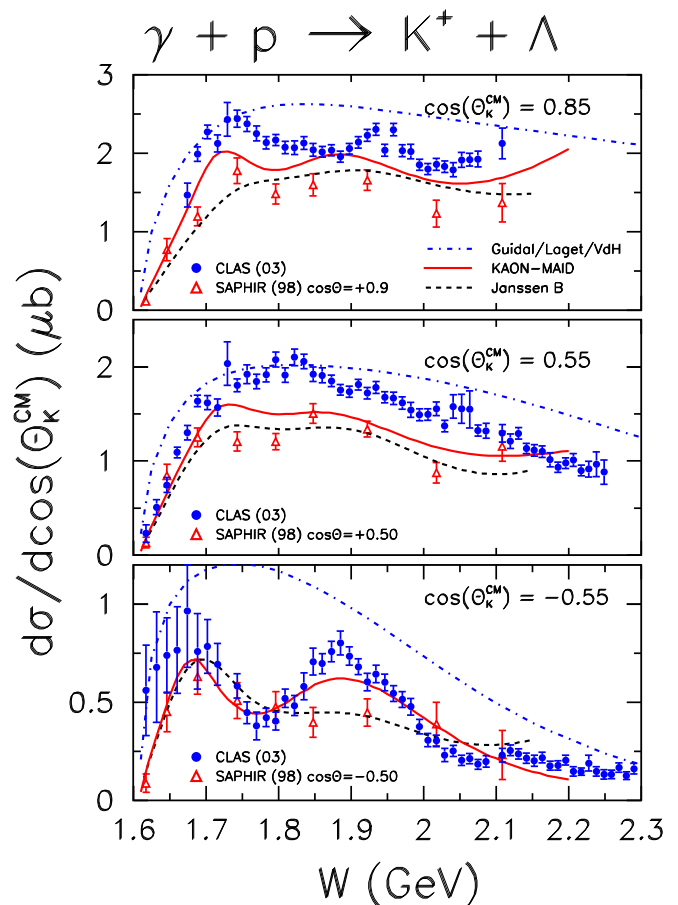 γ + p → K⁺ + Λ
dσ/dcos(Θ_K^CM) (μb)
3
2
1
0
cos(Θ_K^CM) = 0.85
Guidal/Laget/VdH
KAON-MAID
Janssen B
CLAS (03)
SAPHIR (98) cosΘ=+0.9
2
1
0
cos(Θ_K^CM) = 0.55
CLAS (03)
SAPHIR (98) cosΘ=+0.50
1
0.5
0
cos(Θ_K^CM) = −0.55
CLAS (03)
SAPHIR (98) cosΘ=−0.50
1.6 1.7 1.8 1.9 2 2.1 2.2 2.3
W (GeV)